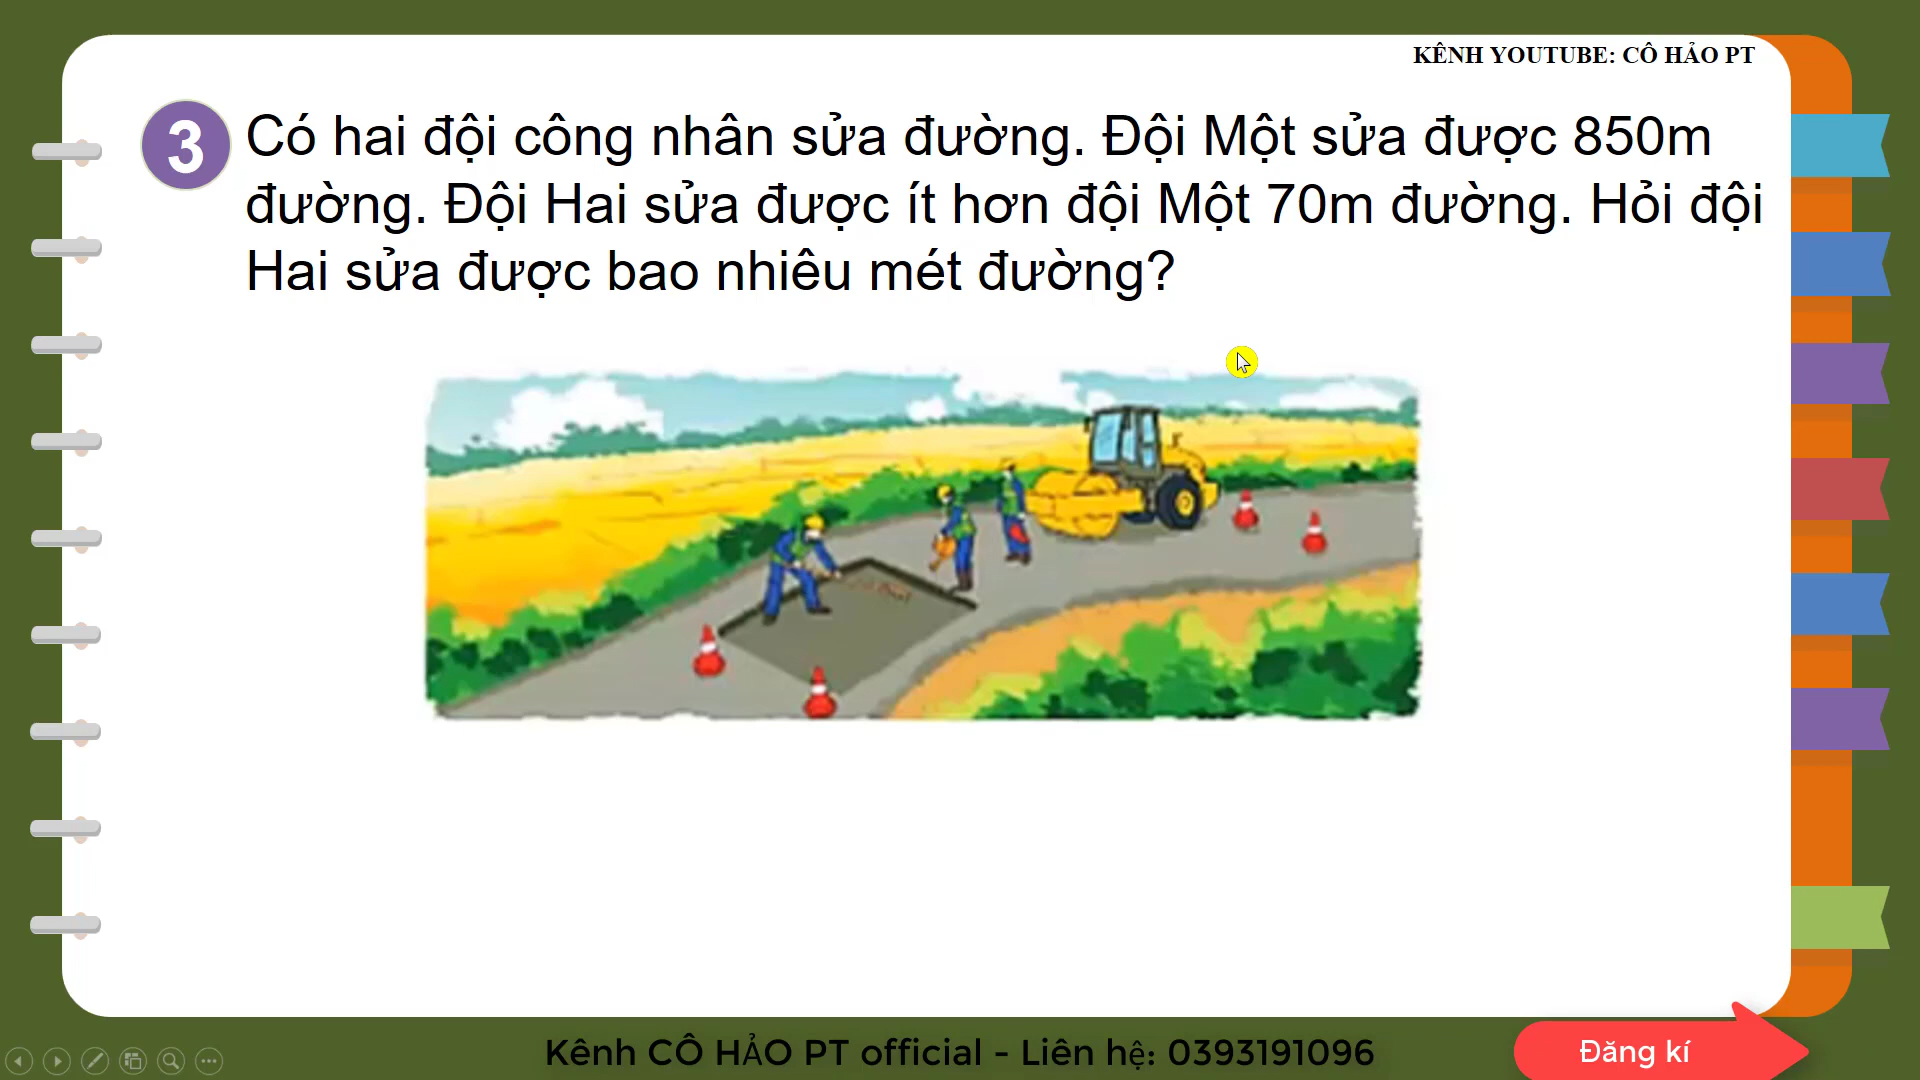 KÊNH YOUTUBE: CÔ HẢO PT
3
Có hai đội công nhân sửa đường. Đội Một sửa được 850m
đường. Đội Hai sửa được ít hơn đội Một 70m đường. Hỏi đội
Hai sửa được bao nhiêu mét đường?
Kênh CÔ HẢO PT official - Liên hệ: 0393191096
Đăng kí